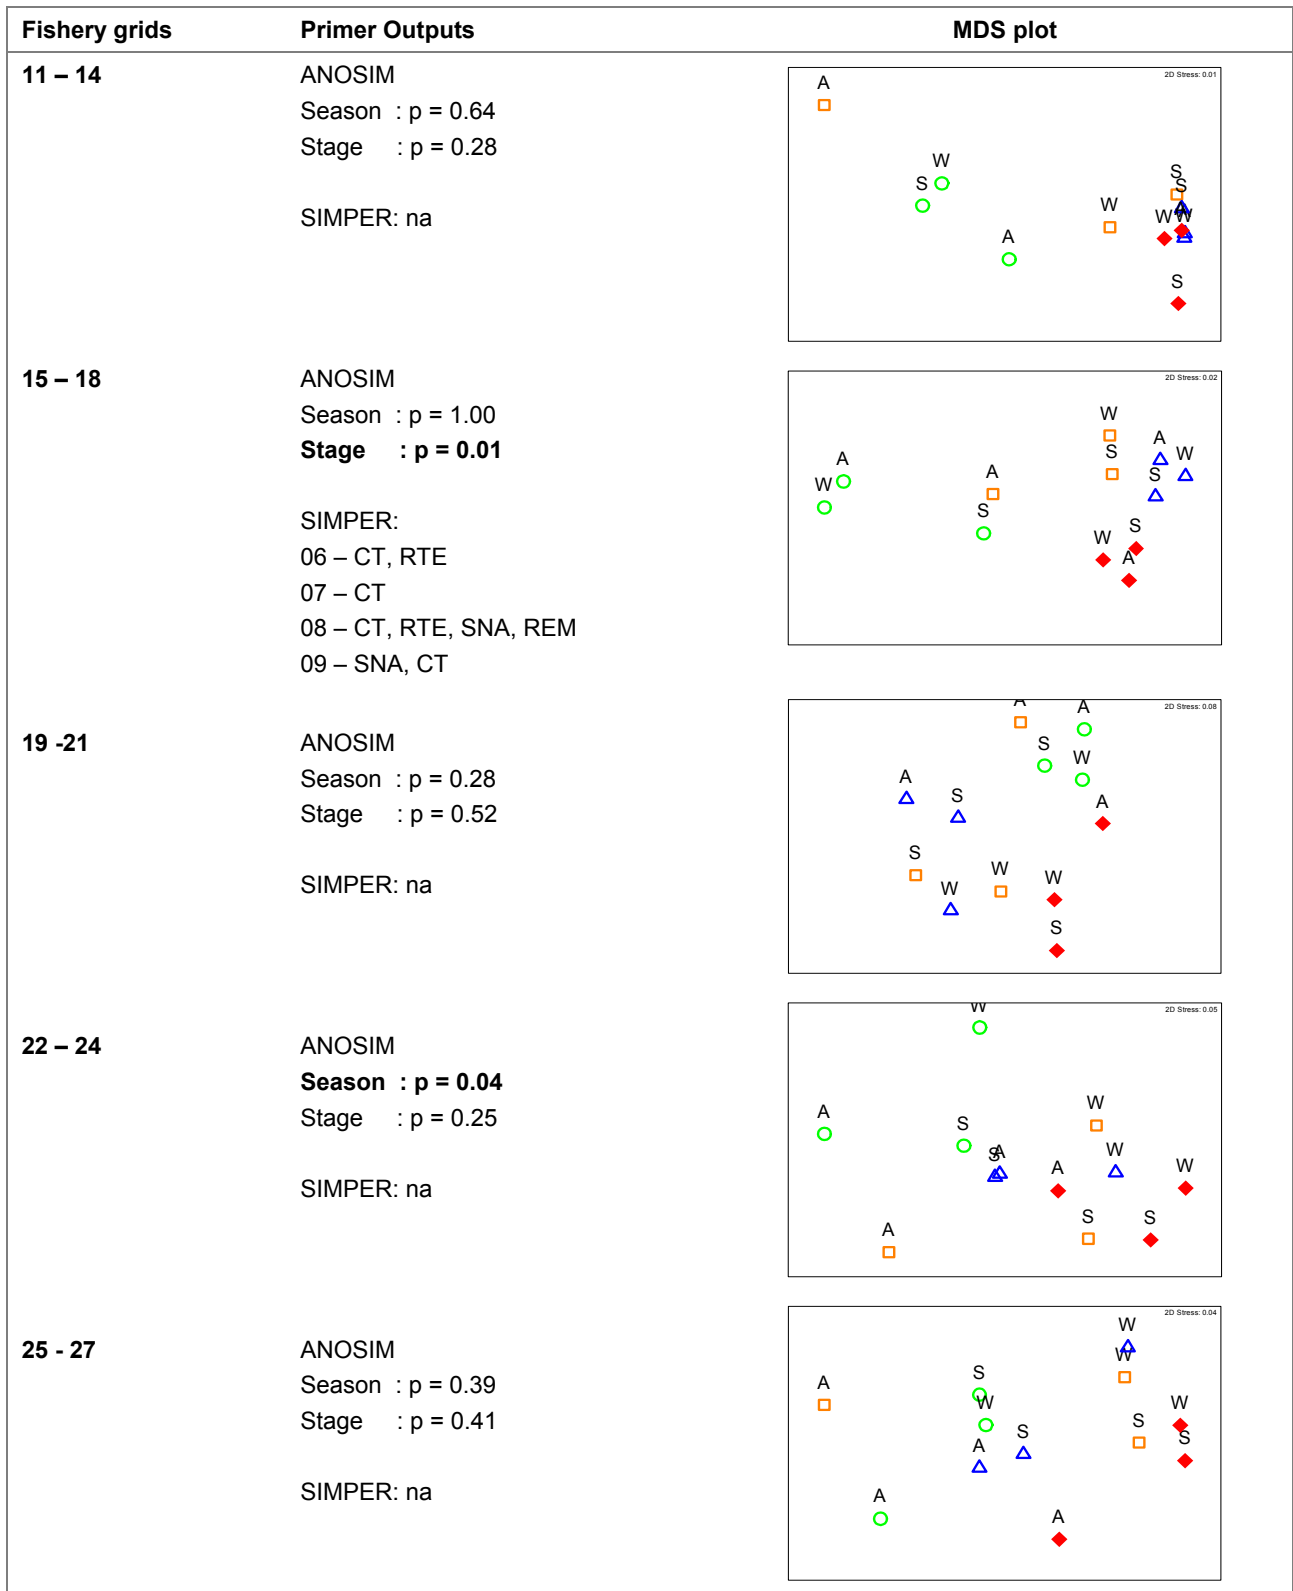 Fishery grids Primer Outputs MDS plot
11 – 14 ANOSIM
Season : p = 0.64
Stage : p = 0.28
SIMPER: na
2D Stress: 0.01
A
W
S
A
W
S
S
W
W
S
15 – 18 ANOSIM
Season : p = 1.00
Stage : p = 0.01
SIMPER:
06 – CT, RTE
07 – CT
08 – CT, RTE, SNA, REM
09 – SNA, CT
2D Stress: 0.02
W
A
S
W
A
A
W
S
S
S
W
A
19 -21 ANOSIM
Season : p = 0.28
Stage : p = 0.52
SIMPER: na
2D Stress: 0.08
A
A
S
W
A
S
A
S
W
W
W
S
22 – 24 ANOSIM
Season : p = 0.04
Stage : p = 0.25
SIMPER: na
2D Stress: 0.05
W
A
S
W
S
A
W
A
W
S
S
A
25 - 27 ANOSIM
Season : p = 0.39
Stage : p = 0.41
SIMPER: na
2D Stress: 0.04
W
W
A
S
W
W
S
S
A
S
A
A